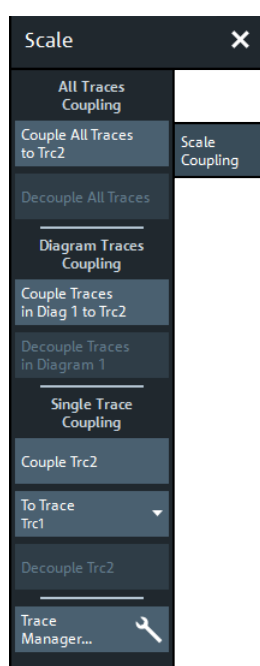 Scale
All Traces
Coupling
Couple All Traces
to Trc2
Scale
Coupling
Decouple All Traces
Diagram Traces
Coupling
Couple Traces
in Diag 1 to Trc2
Decouple Traces
in Diagram 1
Single Trace
Coupling
Couple Trc2
To Trace
Trc1
Decouple Trc2
Trace
Manager...